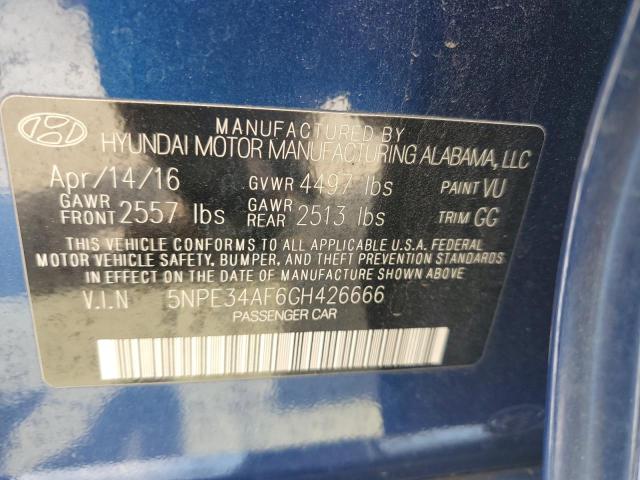 MANUFACTURED BY
HYUNDAI MOTOR MANUFACTURING ALABAMA, LLC
Apr/14/16 GVWR 4497 lbs PAINT VU
GAWR FRONT 2557 lbs GAWR REAR 2513 lbs TRIM GG
THIS VEHICLE CONFORMS TO ALL APPLICABLE U.S.A. FEDERAL
MOTOR VEHICLE SAFETY, BUMPER, AND THEFT PREVENTION STANDARDS
IN EFFECT ON THE DATE OF MANUFACTURE SHOWN ABOVE.
V.I.N 5NPE34AF6GH426666
PASSENGER CAR